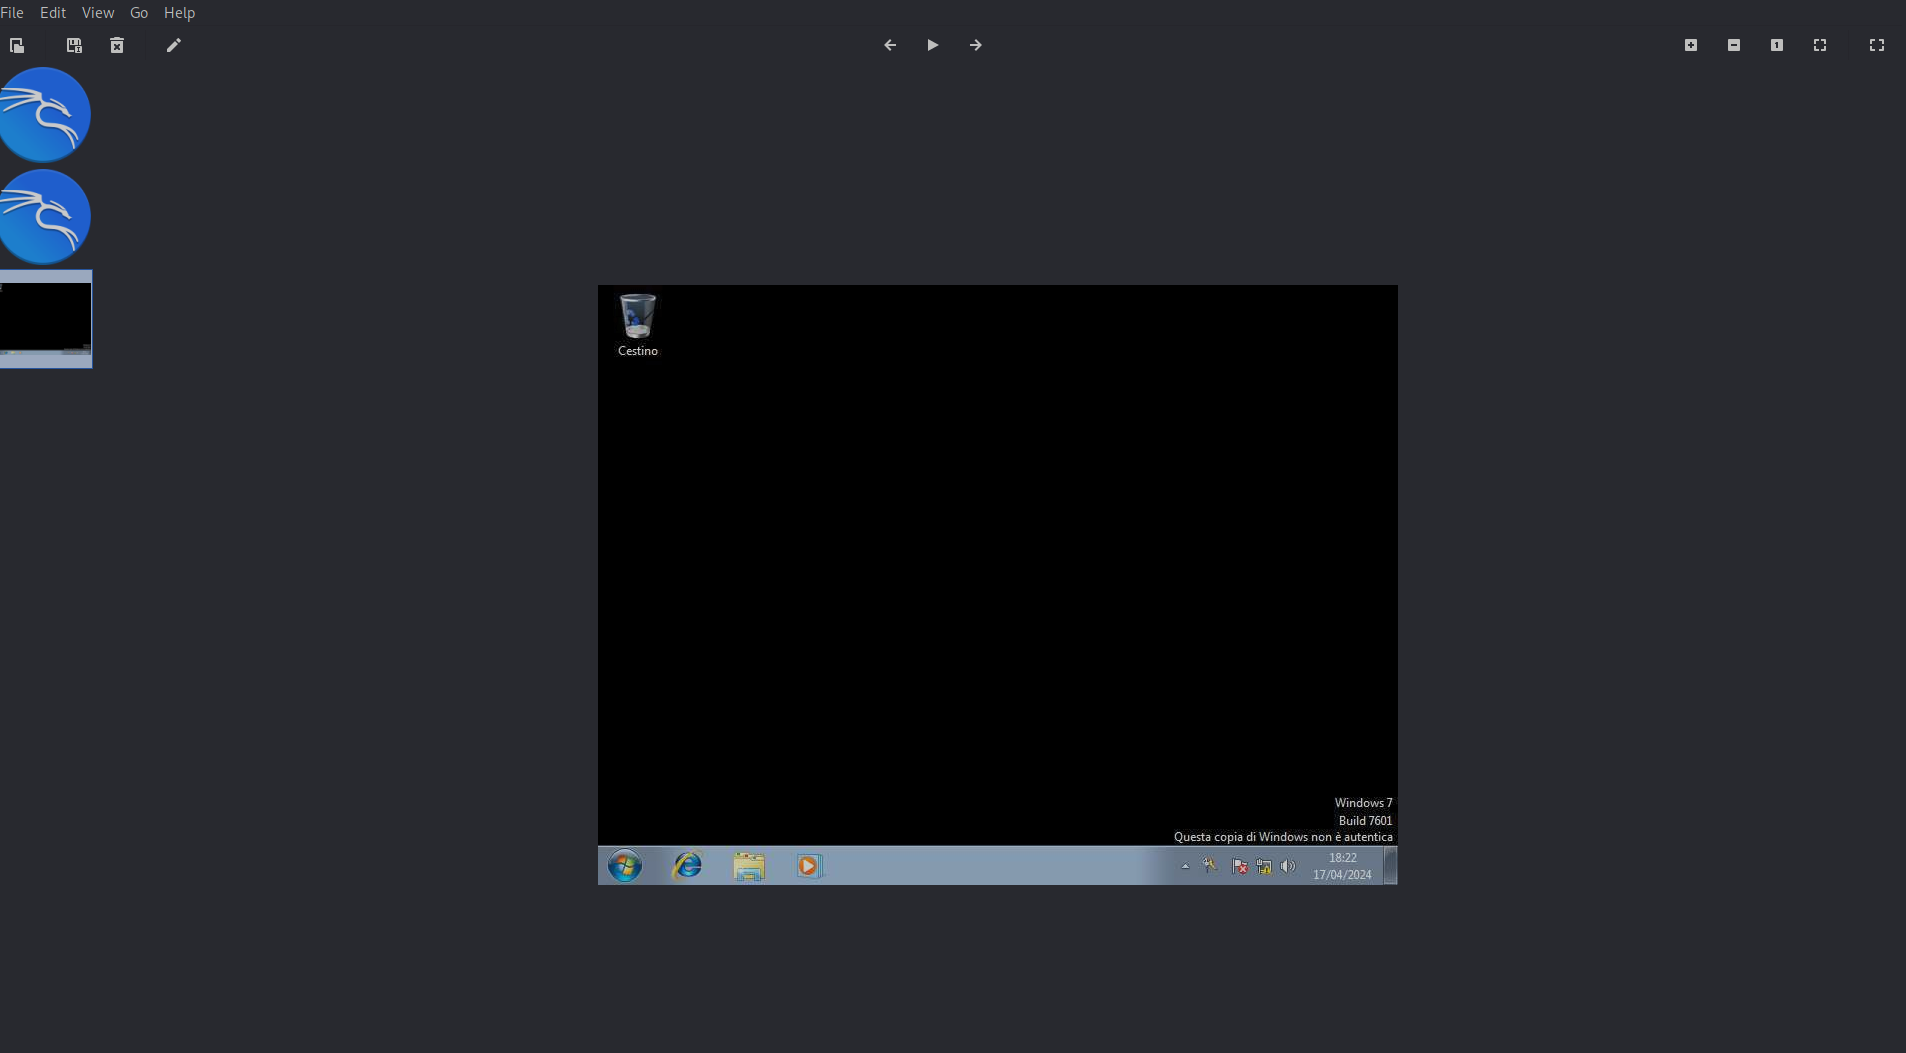 File Edit View Go Help
1
Cestino
Windows 7
Build 7601
Questa copia di Windows non è autentica
18:22
17/04/2024